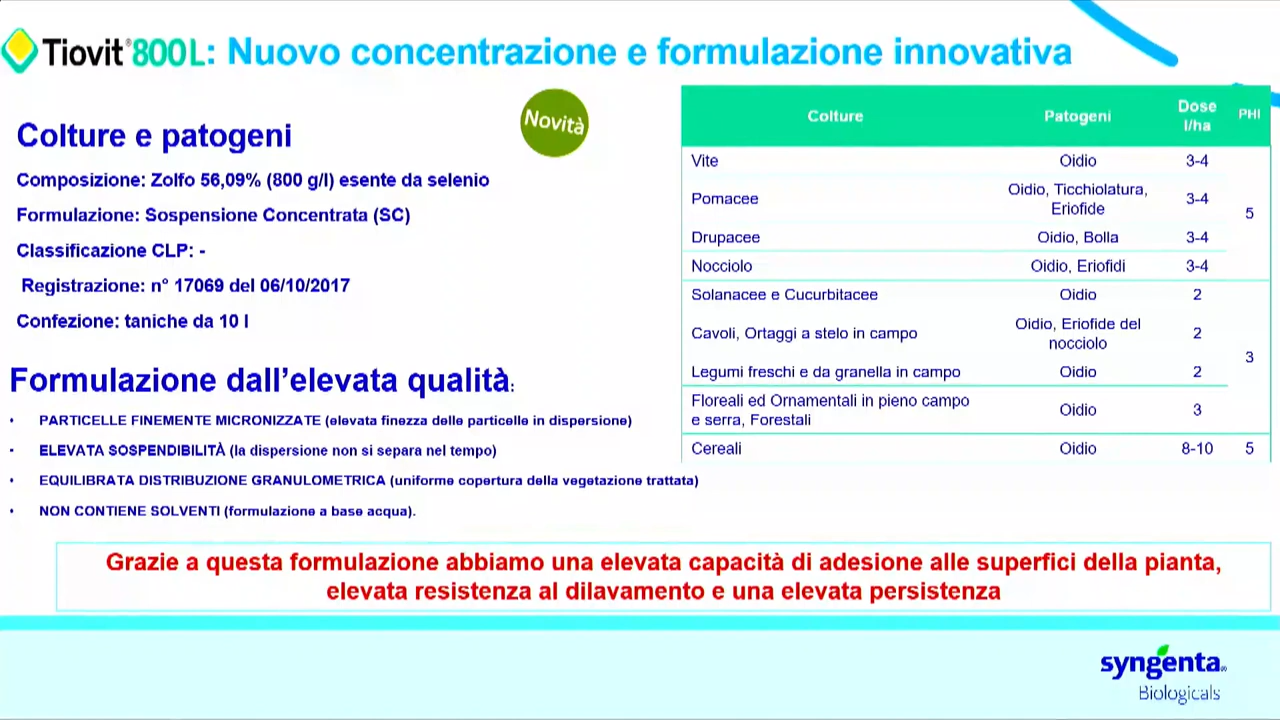 Tiovit® 800L: Nuovo concentrazione e formulazione innovativa
Novità
Colture e patogeni
Composizione: Zolfo 56,09% (800 g/l) esente da selenio
Formulazione: Sospensione Concentrata (SC)
Classificazione CLP: -
Registrazione: n° 17069 del 06/10/2017
Confezione: taniche da 10 l
Formulazione dall'elevata qualità:
• PARTICELLE FINEMENTE MICRONIZZATE (elevata finezza delle particelle in dispersione)
• ELEVATA SOSPENDIBILITÀ (la dispersione non si separa nel tempo)
• EQUILIBRATA DISTRIBUZIONE GRANULOMETRICA (uniforme copertura della vegetazione trattata)
• NON CONTIENE SOLVENTI (formulazione a base acqua).
Colture Patogeni Dose l/ha PHI
Vite Oidio 3-4
Pomacee Oidio, Ticchiolatura, Eriofide 3-4 5
Drupacee Oidio, Bolla 3-4
Nocciolo Oidio, Eriofidi 3-4
Solanacee e Cucurbitacee Oidio 2
Cavoli, Ortaggi a stelo in campo Oidio, Eriofide del nocciolo 2 3
Legumi freschi e da granella in campo Oidio 2
Floreali ed Ornamentali in pieno campo e serra, Forestali Oidio 3
Cereali Oidio 8-10 5
Grazie a questa formulazione abbiamo una elevata capacità di adesione alle superfici della pianta,
elevata resistenza al dilavamento e una elevata persistenza
syngenta®
Biologicals